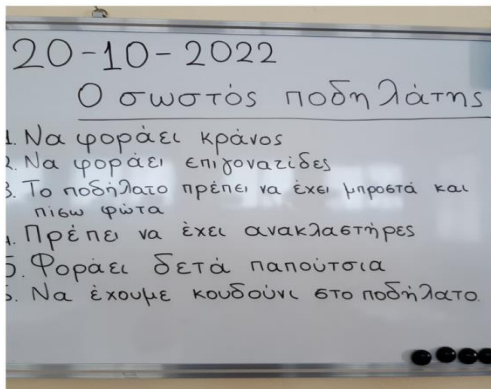 20-10-2022
Ο σωστός ποδηλάτης
1. Να φοράει κράνος
2. Να φοράει επιγονατίδες
3. Το ποδήλατο πρέπει να έχει μπροστά και
πίσω φώτα
4. Πρέπει να έχει ανακλαστήρες
5. Φοράει δετά παπούτσια
6. Να έχουμε κουδούνι στο ποδήλατο.